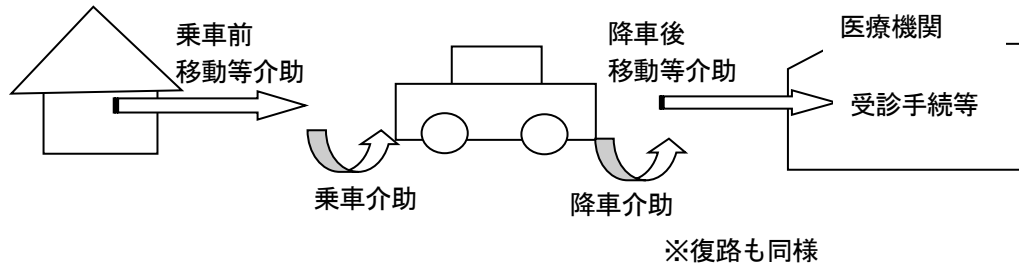 乗車前
移動等介助
乗車介助
降車後
移動等介助
降車介助
医療機関
受診手続等
※復路も同様